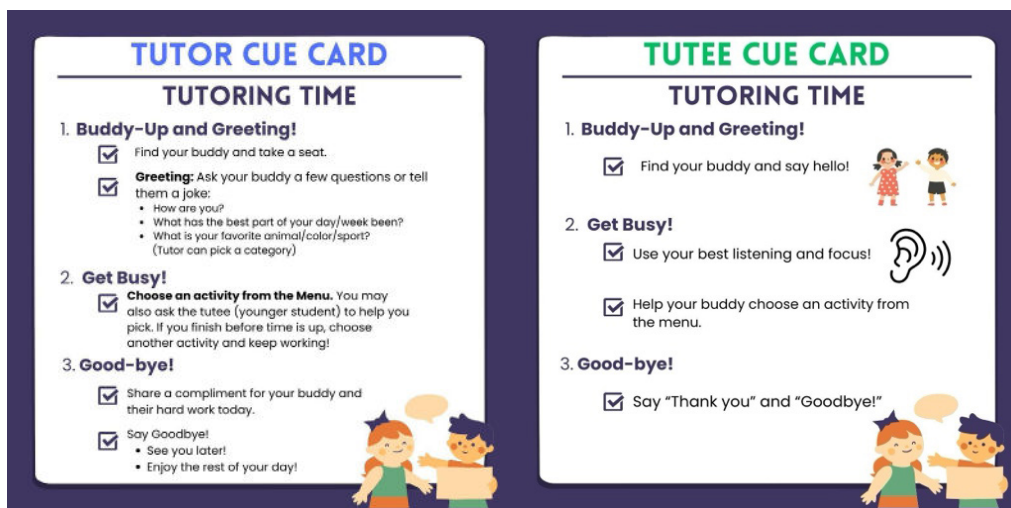 TUTOR CUE CARD
TUTORING TIME
1. Buddy-Up and Greeting!
Find your buddy and take a seat.
Greeting: Ask your buddy a few questions or tell
them a joke:
• How are you?
• What has the best part of your day/week been?
• What is your favorite animal/color/sport?
(Tutor can pick a category)
2. Get Busy!
Choose an activity from the Menu. You may
also ask the tutee (younger student) to help you
pick. If you finish before time is up, choose
another activity and keep working!
3. Good-bye!
Share a compliment for your buddy and
their hard work today.
Say Goodbye!
• See you later!
• Enjoy the rest of your day!
TUTEE CUE CARD
TUTORING TIME
1. Buddy-Up and Greeting!
Find your buddy and say hello!
2. Get Busy!
Use your best listening and focus!
Help your buddy choose an activity from
the menu.
3. Good-bye!
Say “Thank you” and “Goodbye!”